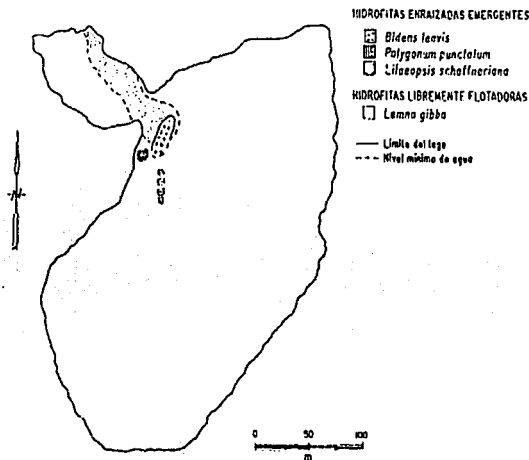 HIDROFITAS ENRAIZADAS EMERGENTES
Bidens laevis
Polygonum punctatum
Lilaeopsis schaffneriana
HIDROFITAS LIBREMENTE FLOTADORAS
Lemna gibba
Límite del lago
Nivel mínimo de agua
N
0 50 100
m